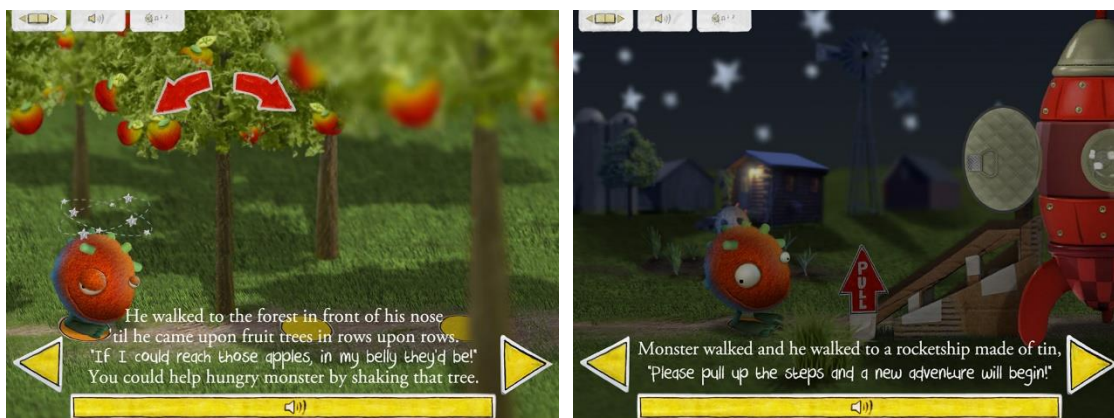 He walked to the forest in front of his nose
'til he came upon fruit trees in rows upon rows.
"If I could reach those apples, in my belly they'd be!"
You could help hungry monster by shaking that tree.
PULL
Monster walked and he walked to a rocketship made of tin,
"Please pull up the steps and a new adventure will begin!"